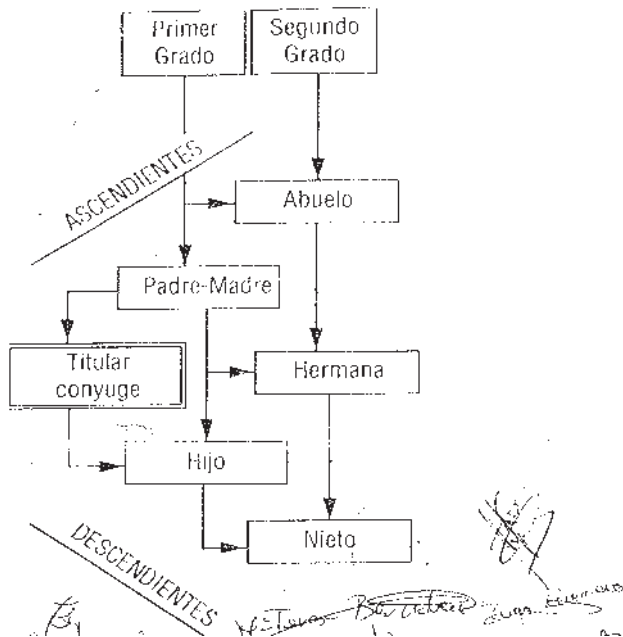 Primer
Grado
Segundo
Grado
ASCENDIENTES
Abuelo
Padre-Madre
Titular
conyuge
Hermana
Hijo
Nieto
DESCENDIENTES